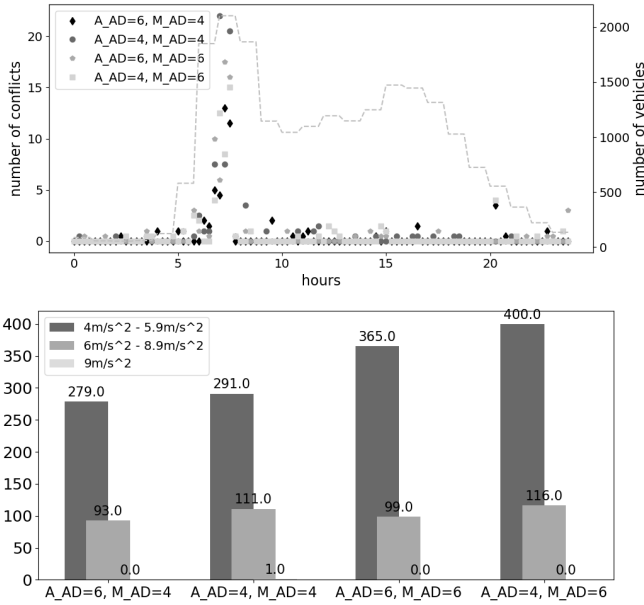 A_AD=6, M_AD=4
A_AD=4, M_AD=4
A_AD=6, M_AD=6
A_AD=4, M_AD=6
number of conflicts
20
15
10
5
0
number of vehicles
2000
1500
1000
500
0
0 5 10 15 20
hours
4m/s^2 - 5.9m/s^2
6m/s^2 - 8.9m/s^2
9m/s^2
400
350
300
250
200
150
100
50
0
279.0
93.0
0.0
291.0
111.0
1.0
365.0
99.0
0.0
400.0
116.0
0.0
A_AD=6, M_AD=4 A_AD=4, M_AD=4 A_AD=6, M_AD=6 A_AD=4, M_AD=6